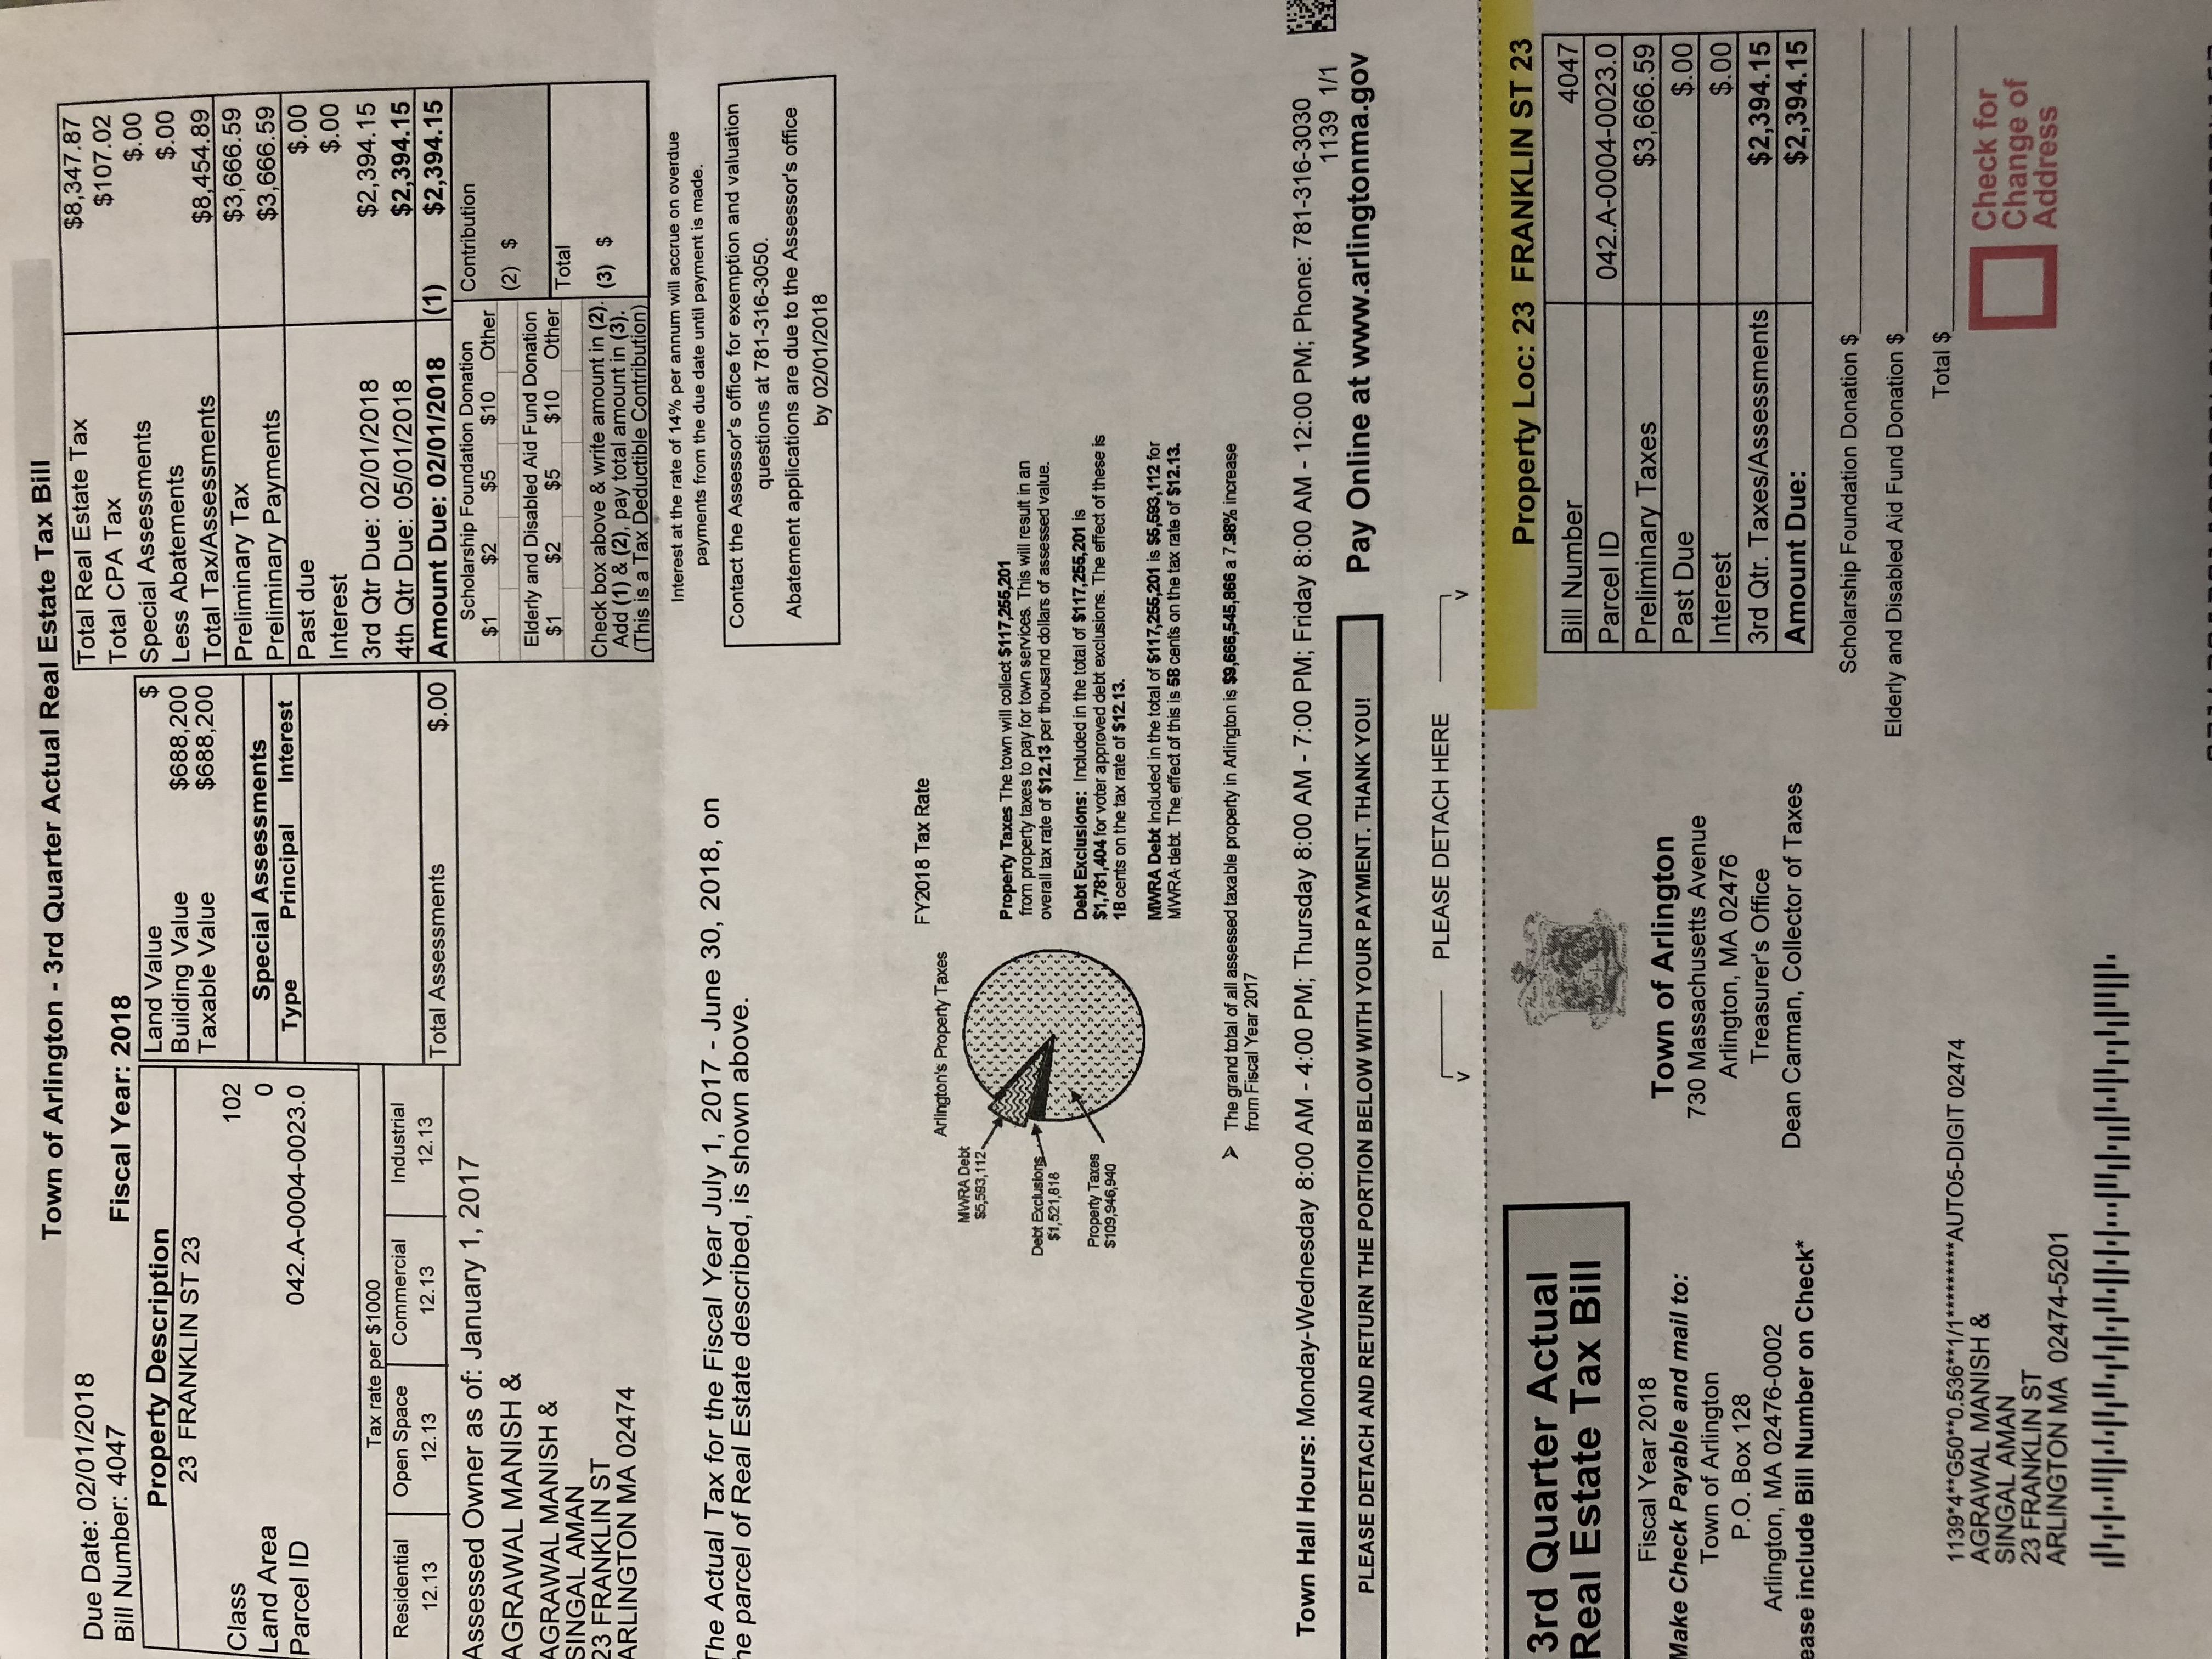 Town of Arlington - 3rd Quarter Actual Real Estate Tax Bill
Due Date: 02/01/2018
Bill Number: 4047
Fiscal Year: 2018
Property Description
23 FRANKLIN ST 23
Class 102
Land Area 0
Parcel ID 042.A-0004-0023.0
Tax rate per $1000
Residential Open Space Commercial Industrial
12.13 12.13 12.13 12.13
Land Value $
Building Value $688,200
Taxable Value $688,200
Special Assessments
Type Principal Interest
Total Assessments $.00
Total Real Estate Tax $8,347.87
Total CPA Tax $107.02
Special Assessments $.00
Less Abatements $.00
Total Tax/Assessments $8,454.89
Preliminary Tax $3,666.59
Preliminary Payments $3,666.59
Past due $.00
Interest $.00
3rd Qtr Due: 02/01/2018 $2,394.15
4th Qtr Due: 05/01/2018 $2,394.15
Amount Due: 02/01/2018 (1) $2,394.15
Scholarship Foundation Donation
$1 $2 $5 $10 Other
Elderly and Disabled Aid Fund Donation
$1 $2 $5 $10 Other
Check box above & write amount in (2).
Add (1) & (2), pay total amount in (3).
(This is a Tax Deductible Contribution)
Contribution
(2) $
Total
(3) $
Assessed Owner as of: January 1, 2017
AGRAWAL MANISH &
AGRAWAL MANISH &
SINGAL AMAN
23 FRANKLIN ST
ARLINGTON MA 02474
Interest at the rate of 14% per annum will accrue on overdue
payments from the due date until payment is made.
The Actual Tax for the Fiscal Year July 1, 2017 - June 30, 2018, on
he parcel of Real Estate described, is shown above.
Contact the Assessor's office for exemption and valuation
questions at 781-316-3050.
Abatement applications are due to the Assessor's office
by 02/01/2018
FY2018 Tax Rate
Arlington's Property Taxes
MWRA Debt
$5,593,112
Debt Exclusions
$1,521,818
Property Taxes
$109,946,940
Property Taxes The town will collect $117,255,201
from property taxes to pay for town services. This will result in an
overall tax rate of $12.13 per thousand dollars of assessed value.
Debt Exclusions: Included in the total of $117,255,201 is
$1,781,404 for voter approved debt exclusions. The effect of these is
18 cents on the tax rate of $12.13.
MWRA Debt Included in the total of $117,255,201 is $5,593,112 for
MWRA debt. The effect of this is 58 cents on the tax rate of $12.13.
➢ The grand total of all assessed taxable property in Arlington is $9,666,545,866 a 7.98% increase
from Fiscal Year 2017
Town Hall Hours: Monday-Wednesday 8:00 AM - 4:00 PM; Thursday 8:00 AM - 7:00 PM; Friday 8:00 AM - 12:00 PM; Phone: 781-316-3030
1139 1/1
PLEASE DETACH AND RETURN THE PORTION BELOW WITH YOUR PAYMENT. THANK YOU!
Pay Online at www.arlingtonma.gov
PLEASE DETACH HERE
3rd Quarter Actual
Real Estate Tax Bill
Fiscal Year 2018
Make Check Payable and mail to:
Town of Arlington
P.O. Box 128
Arlington, MA 02476-0002
ease include Bill Number on Check*
Town of Arlington
730 Massachusetts Avenue
Arlington, MA 02476
Treasurer's Office
Dean Carman, Collector of Taxes
Property Loc: 23 FRANKLIN ST 23
Bill Number 4047
Parcel ID 042.A-0004-0023.0
Preliminary Taxes $3,666.59
Past Due $.00
Interest $.00
3rd Qtr. Taxes/Assessments $2,394.15
Amount Due: $2,394.15
Scholarship Foundation Donation $
Elderly and Disabled Aid Fund Donation $
Total $
1139*4**G50**0.536**1/1*********AUTO5-DIGIT 02474
AGRAWAL MANISH &
SINGAL AMAN
23 FRANKLIN ST
ARLINGTON MA 02474-5201
Check for
Change of
Address